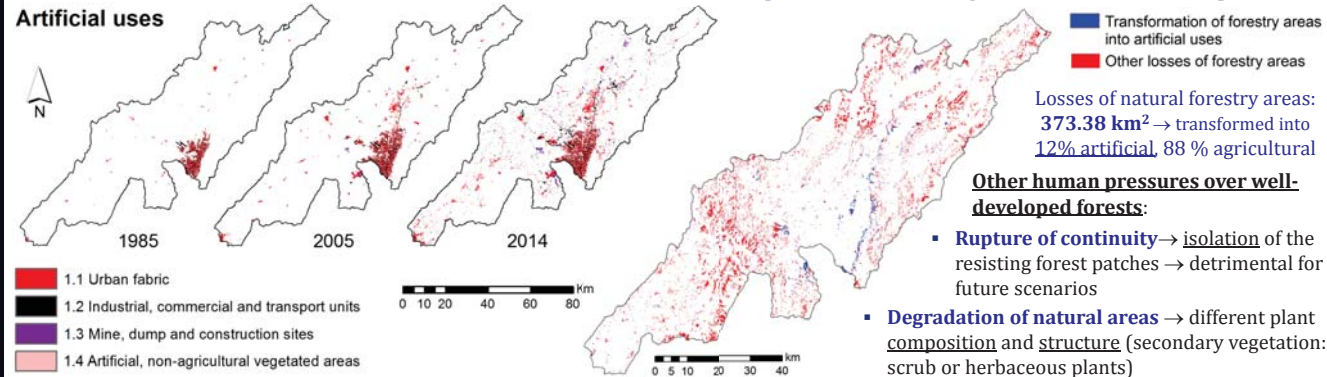 Artificial uses
N
1985
2005
2014
1.1 Urban fabric
1.2 Industrial, commercial and transport units
1.3 Mine, dump and construction sites
1.4 Artificial, non-agricultural vegetated areas
Km
0 10 20 40 60 80
Transformation of forestry areas
into artificial uses
Other losses of forestry areas
km
0 5 10 20 30 40
Losses of natural forestry areas:
373.38 km² → transformed into
12% artificial, 88 % agricultural
Other human pressures over well-
developed forests:
▪ Rupture of continuity→ isolation of the
resisting forest patches → detrimental for
future scenarios
▪ Degradation of natural areas → different plant
composition and structure (secondary vegetation:
scrub or herbaceous plants)